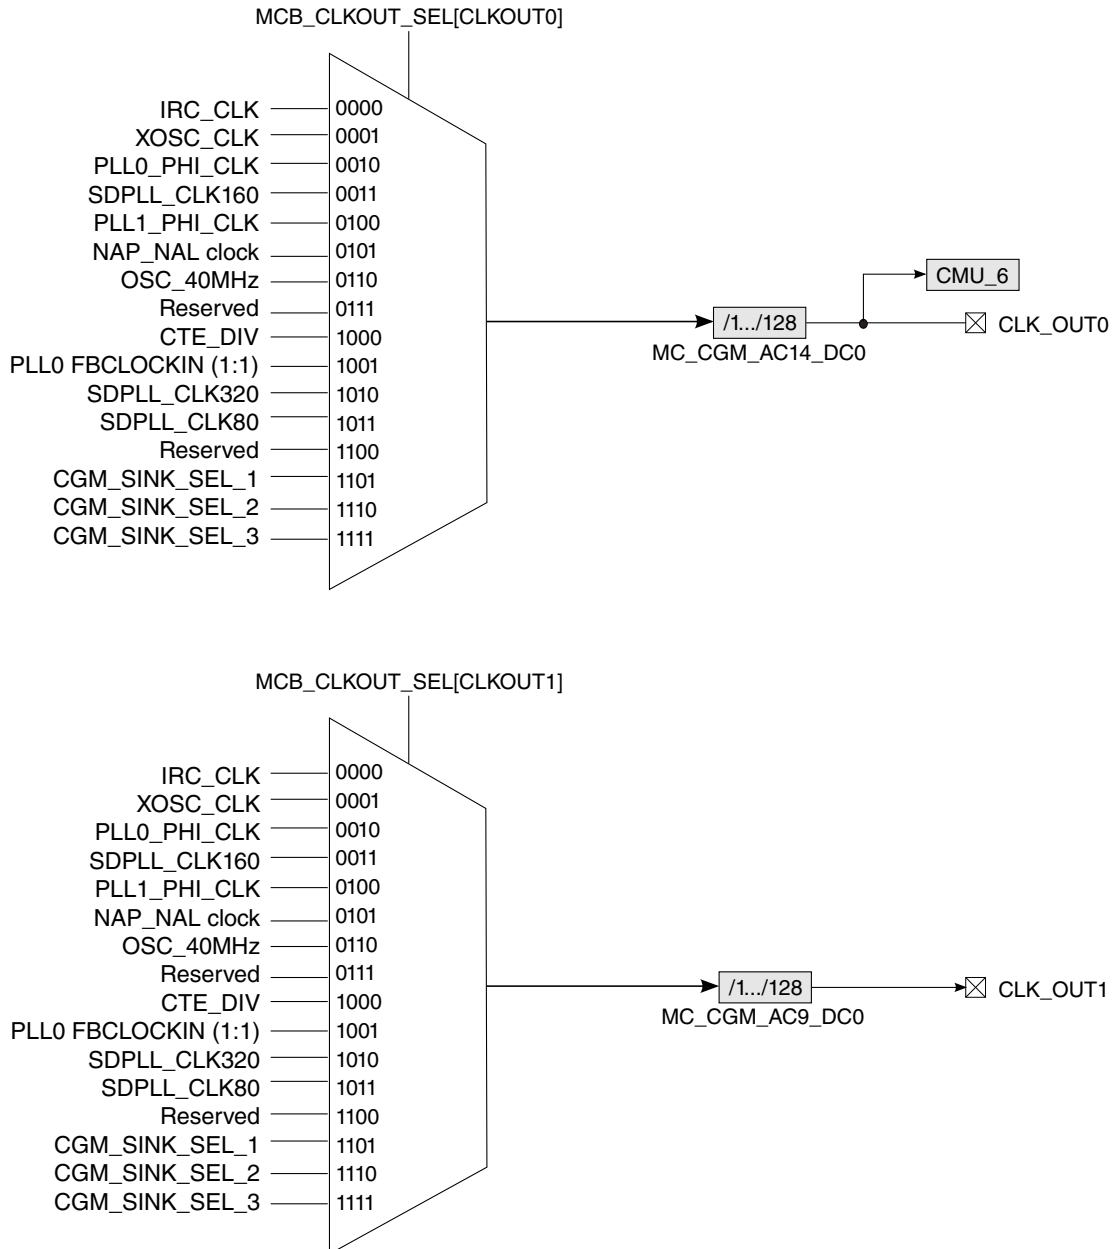 MCB_CLKOUT_SEL[CLKOUT0]
IRC_CLK 0000
XOSC_CLK 0001
PLL0_PHI_CLK 0010
SDPLL_CLK160 0011
PLL1_PHI_CLK 0100
NAP_NAL clock 0101
OSC_40MHz 0110
Reserved 0111
CTE_DIV 1000
PLL0 FBCLOCKIN (1:1) 1001
SDPLL_CLK320 1010
SDPLL_CLK80 1011
Reserved 1100
CGM_SINK_SEL_1 1101
CGM_SINK_SEL_2 1110
CGM_SINK_SEL_3 1111
CMU_6
/1.../128
CLK_OUT0
MC_CGM_AC14_DC0
MCB_CLKOUT_SEL[CLKOUT1]
IRC_CLK 0000
XOSC_CLK 0001
PLL0_PHI_CLK 0010
SDPLL_CLK160 0011
PLL1_PHI_CLK 0100
NAP_NAL clock 0101
OSC_40MHz 0110
Reserved 0111
CTE_DIV 1000
PLL0 FBCLOCKIN (1:1) 1001
SDPLL_CLK320 1010
SDPLL_CLK80 1011
Reserved 1100
CGM_SINK_SEL_1 1101
CGM_SINK_SEL_2 1110
CGM_SINK_SEL_3 1111
/1.../128
CLK_OUT1
MC_CGM_AC9_DC0